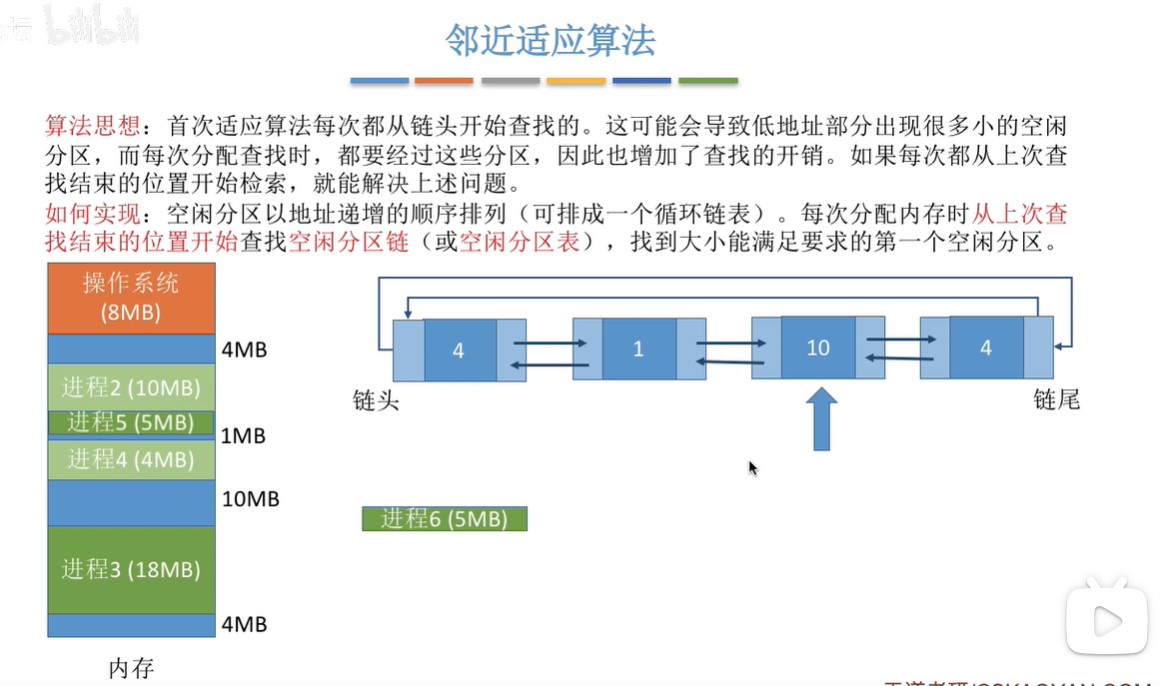 bilibili
邻近适应算法
算法思想：首次适应算法每次都从链头开始查找的。这可能会导致低地址部分出现很多小的空闲
分区，而每次分配查找时，都要经过这些分区，因此也增加了查找的开销。如果每次都从上次查
找结束的位置开始检索，就能解决上述问题。
如何实现：空闲分区以地址递增的顺序排列（可排成一个循环链表）。每次分配内存时从上次查
找结束的位置开始查找空闲分区链（或空闲分区表），找到大小能满足要求的第一个空闲分区。
操作系统
(8MB)
4MB
进程2 (10MB)
进程5 (5MB)
1MB
进程4 (4MB)
10MB
进程3 (18MB)
4MB
内存
4
1
10
4
链头
链尾
进程6 (5MB)